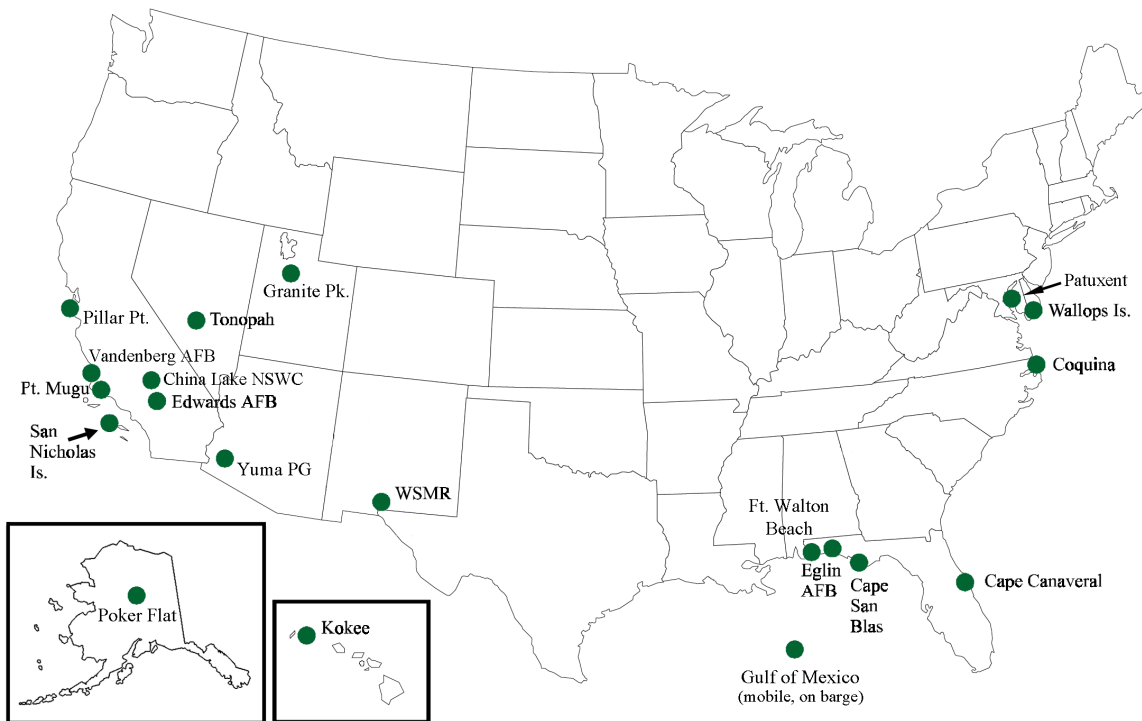 Granite Pk.
Patuxent
Pillar Pt.
Tonopah
Wallops Is.
Vandenberg AFB
Coquina
China Lake NSWC
Pt. Mugu
Edwards AFB
San
Nicholas
Is.
Yuma PG
WSMR
Ft. Walton
Beach
Eglin
AFB
Cape
San
Blas
Cape Canaveral
Poker Flat
Kokee
Gulf of Mexico
(mobile, on barge)